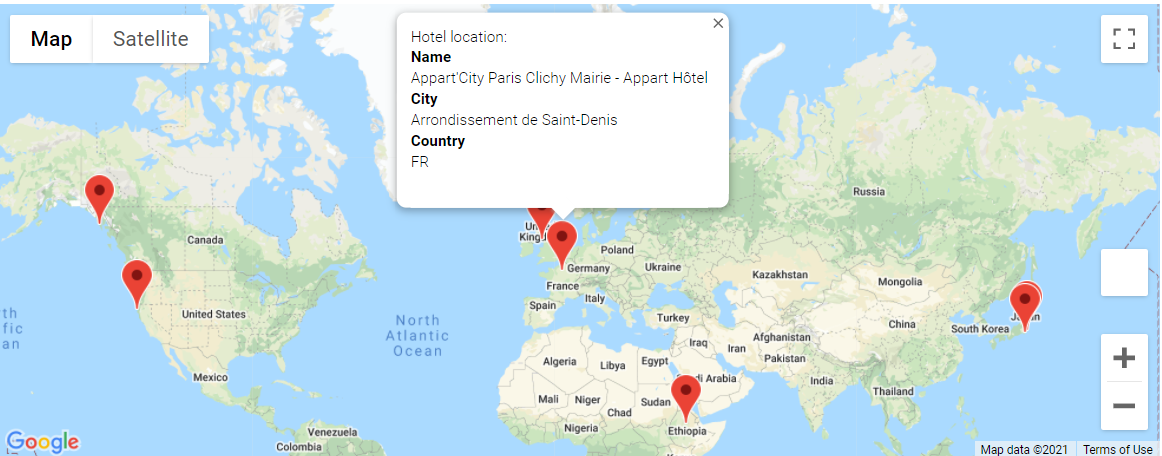 Map
Satellite
Hotel location:
Name
Appart'City Paris Clichy Mairie - Appart Hôtel
City
Arrondissement de Saint-Denis
Country
FR
Russia
Canada
Poland
Germany
Ukraine
Kazakhstan
Mongolia
France
Italy
Spain
United States
North
Atlantic
Ocean
Turkey
China
South Korea
Iraq
Iran
Afghanistan
Pakistan
Algeria
Libya
Egypt
India
Mexico
Mali
Niger
Chad
Sudan
Thailand
Nigeria
Ethiopia
Venezuela
Colombia
Google
Map data ©2021
Terms of Use